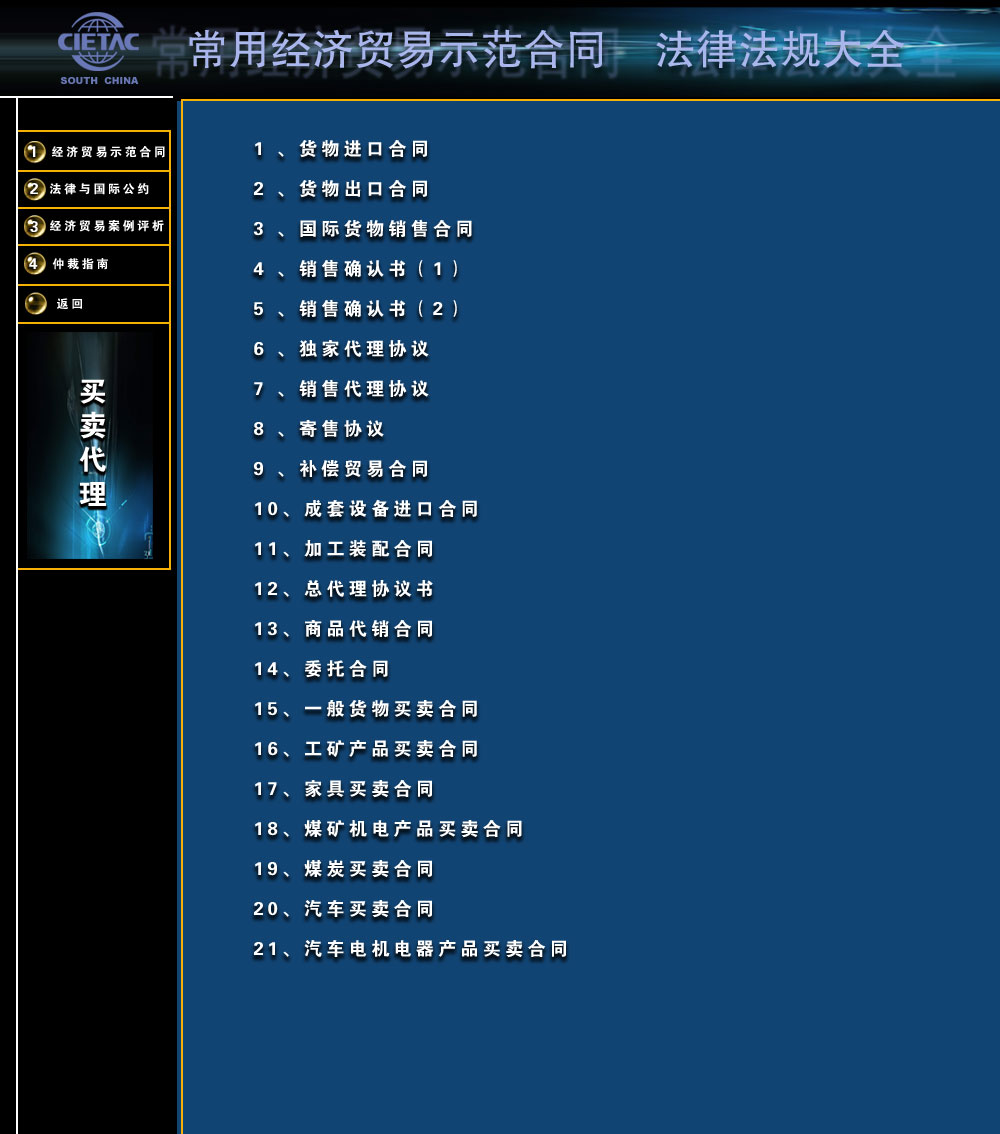 CIETAC
SOUTH CHINA
常用经济贸易示范合同 法律法规大全
1 经济贸易示范合同
2 法律与国际公约
3 经济贸易案例评析
4 仲裁指南
返回
买卖代理
1 、货物进口合同
2 、货物出口合同
3 、国际货物销售合同
4 、销售确认书（1）
5 、销售确认书（2）
6 、独家代理协议
7 、销售代理协议
8 、寄售协议
9 、补偿贸易合同
10、成套设备进口合同
11、加工装配合同
12、总代理协议书
13、商品代销合同
14、委托合同
15、一般货物买卖合同
16、工矿产品买卖合同
17、家具买卖合同
18、煤矿机电产品买卖合同
19、煤炭买卖合同
20、汽车买卖合同
21、汽车电机电器产品买卖合同